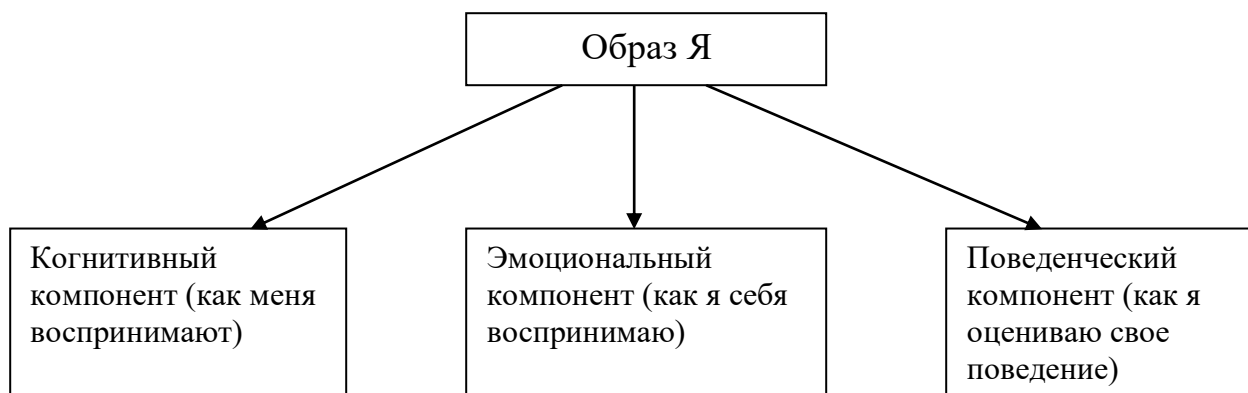 Образ Я
Когнитивный
компонент (как меня
воспринимают)
Эмоциональный
компонент (как я себя
воспринимаю)
Поведенческий
компонент (как я
оцениваю свое
поведение)